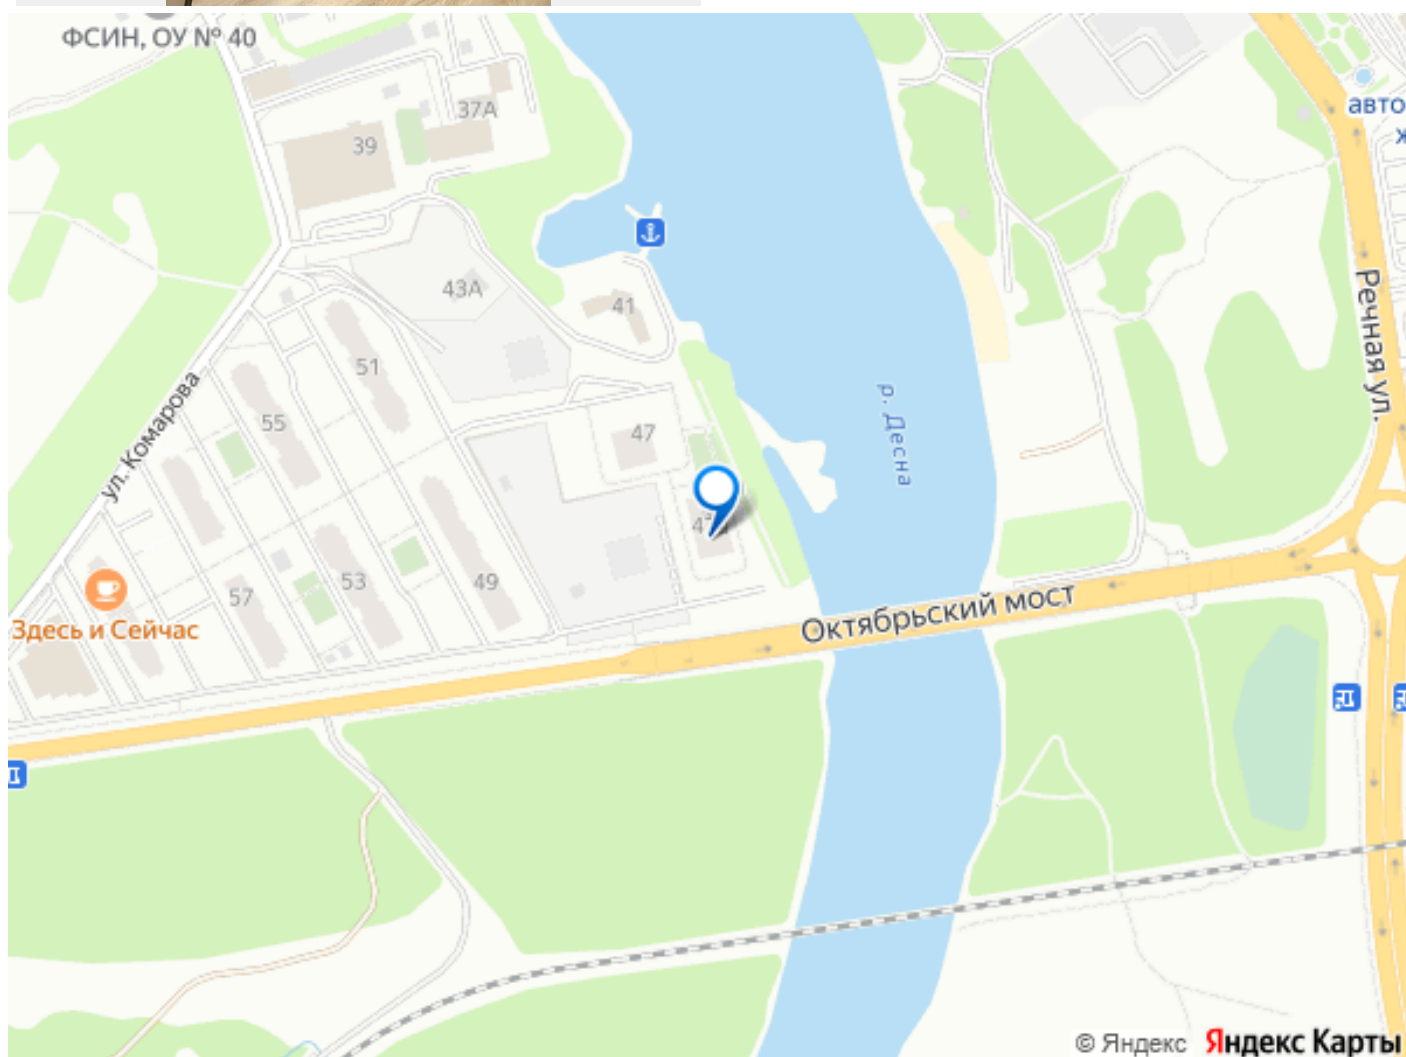 ФСИН, ОУ № 40
37А
39
авто
ж
43А
41
Речная ул.
51
ул. Комарова
55
47
р. Десна
53
49
57
Здесь и Сейчас
Октябрьский мост
© Яндекс Яндекс Карты